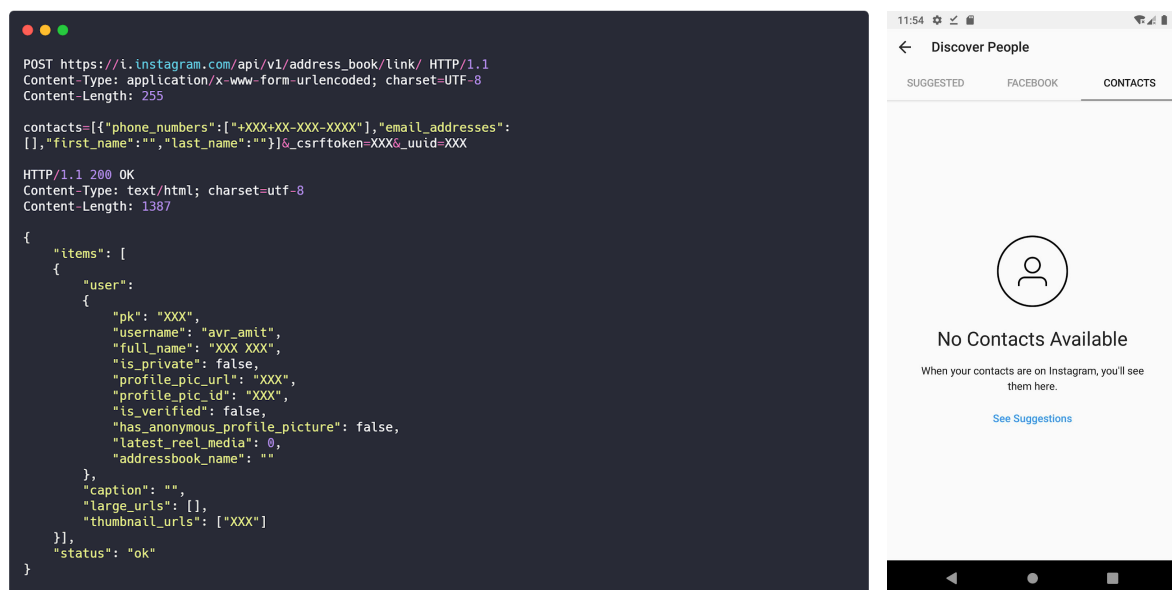 POST https://i.instagram.com/api/v1/address_book/link/ HTTP/1.1
Content-Type: application/x-www-form-urlencoded; charset=UTF-8
Content-Length: 255

contacts=[{"phone_numbers":["+XXX+XX-XXX-XXXX"],"email_addresses":
[],"first_name":"","last_name":""}]&_csrftoken=XXX&_uuid=XXX

HTTP/1.1 200 OK
Content-Type: text/html; charset=utf-8
Content-Length: 1387

{
    "items": [
    {
        "user":
        {
            "pk": "XXX",
            "username": "avr_amit",
            "full_name": "XXX XXX",
            "is_private": false,
            "profile_pic_url": "XXX",
            "profile_pic_id": "XXX",
            "is_verified": false,
            "has_anonymous_profile_picture": false,
            "latest_reel_media": 0,
            "addressbook_name": ""
        },
        "caption": "",
        "large_urls": [],
        "thumbnail_urls": ["XXX"]
    }],
    "status": "ok"
}

11:54
Discover People
SUGGESTED FACEBOOK CONTACTS
No Contacts Available
When your contacts are on Instagram, you'll see
them here.
See Suggestions